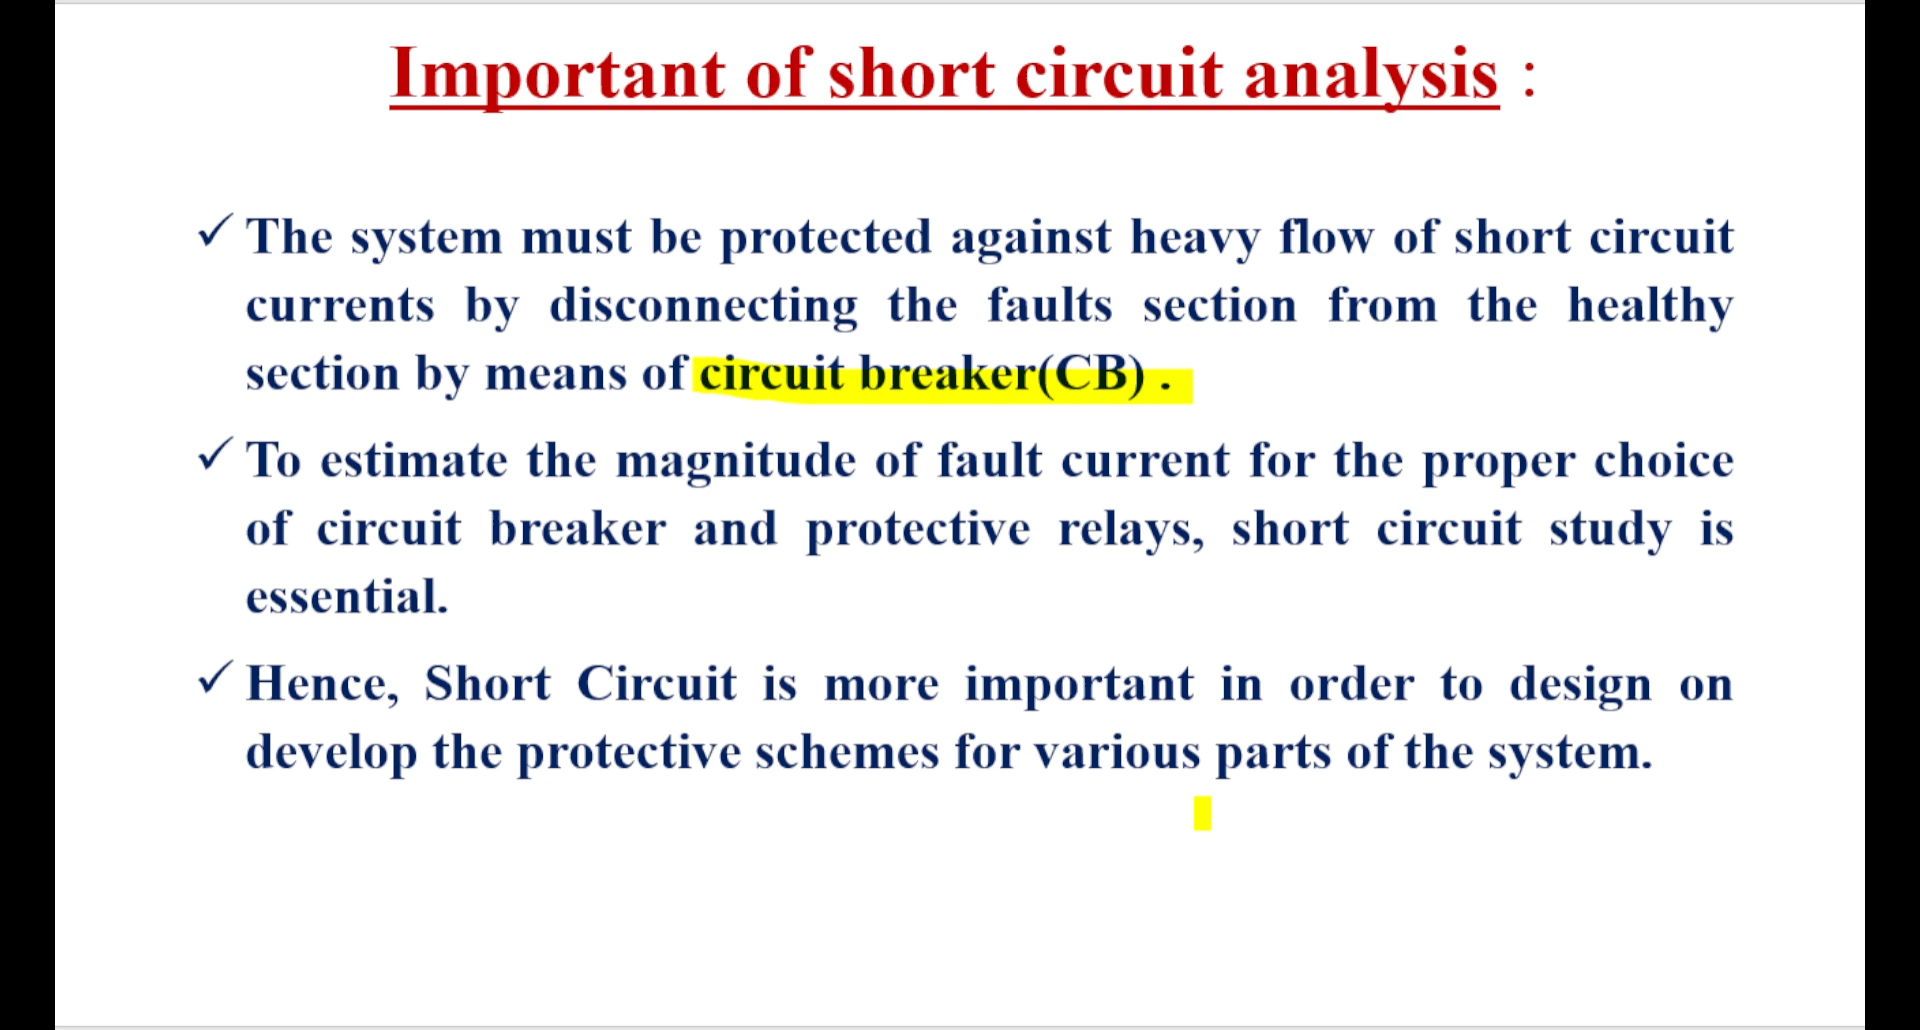 Important of short circuit analysis :
✓ The system must be protected against heavy flow of short circuit
currents by disconnecting the faults section from the healthy
section by means of circuit breaker(CB) .
✓ To estimate the magnitude of fault current for the proper choice
of circuit breaker and protective relays, short circuit study is
essential.
✓ Hence, Short Circuit is more important in order to design on
develop the protective schemes for various parts of the system.